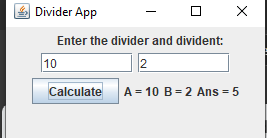 Divider App
Enter the divider and divident:
10 2
Calculate A = 10 B = 2 Ans = 5